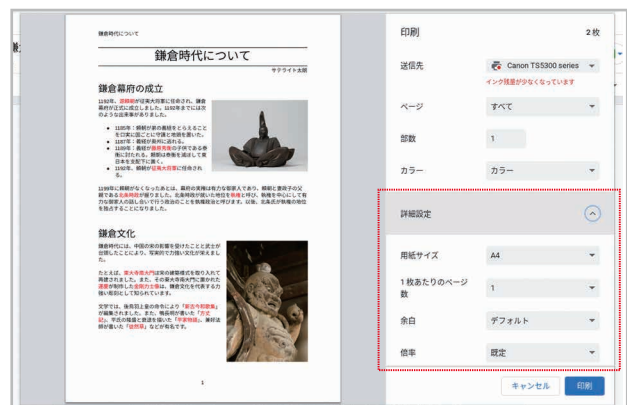 鎌倉時代について
鎌倉時代について
サテライト太郎
鎌倉幕府の成立
1192年、源頼朝が征夷大将軍に任命され、鎌倉
幕府が正式に成立しました。1192年までには次
のような出来事がありました。
● 1185年：頼朝が弟の義経をとらえること
を口実に国ごとに守護と地頭を置いた。
● 1187年：義経が奥州に逃れる。
● 1189年：義経が藤原秀衡の子供である泰
衡に討たれる。頼朝は泰衡を滅ぼして東
日本を支配下に置く。
● 1192年、頼朝が征夷大将軍に任命され
る。
1199年に頼朝がなくなったあとは、幕府の実権は有力な御家人であり、頼朝と妻政子の父
親である北条時政が握りました。北条時政が就いた地位を執権と呼び、執権を中心にして有
力な御家人の話し合いで行う政治のことを執権政治と呼びます。以後、北条氏が執権の地位
を独占することになりました。
鎌倉文化
鎌倉時代には、中国の宋の影響を受けたことと武士が
台頭したことにより、写実的で力強い文化が栄えまし
た。
たとえば、東大寺南大門は宋の建築様式を取り入れて
再建されました。また、その東大寺南大門に置かれた
運慶が制作した金剛力士像は、鎌倉文化を代表する力
強い彫刻として知られています。
文学では、後鳥羽上皇の命令により「新古今和歌集」
が編集されました。また、鴨長明が書いた「方丈
記」、平氏の隆盛と衰退を描いた「平家物語」、兼好法
師が書いた「徒然草」などが有名です。
1
印刷 2 枚
送信先 Canon TS5300 series
インク残量が少なくなっています
ページ すべて
部数 1
カラー カラー
詳細設定
用紙サイズ A4
1 枚あたりのページ
数 1
余白 デフォルト
倍率 既定
キャンセル 印刷